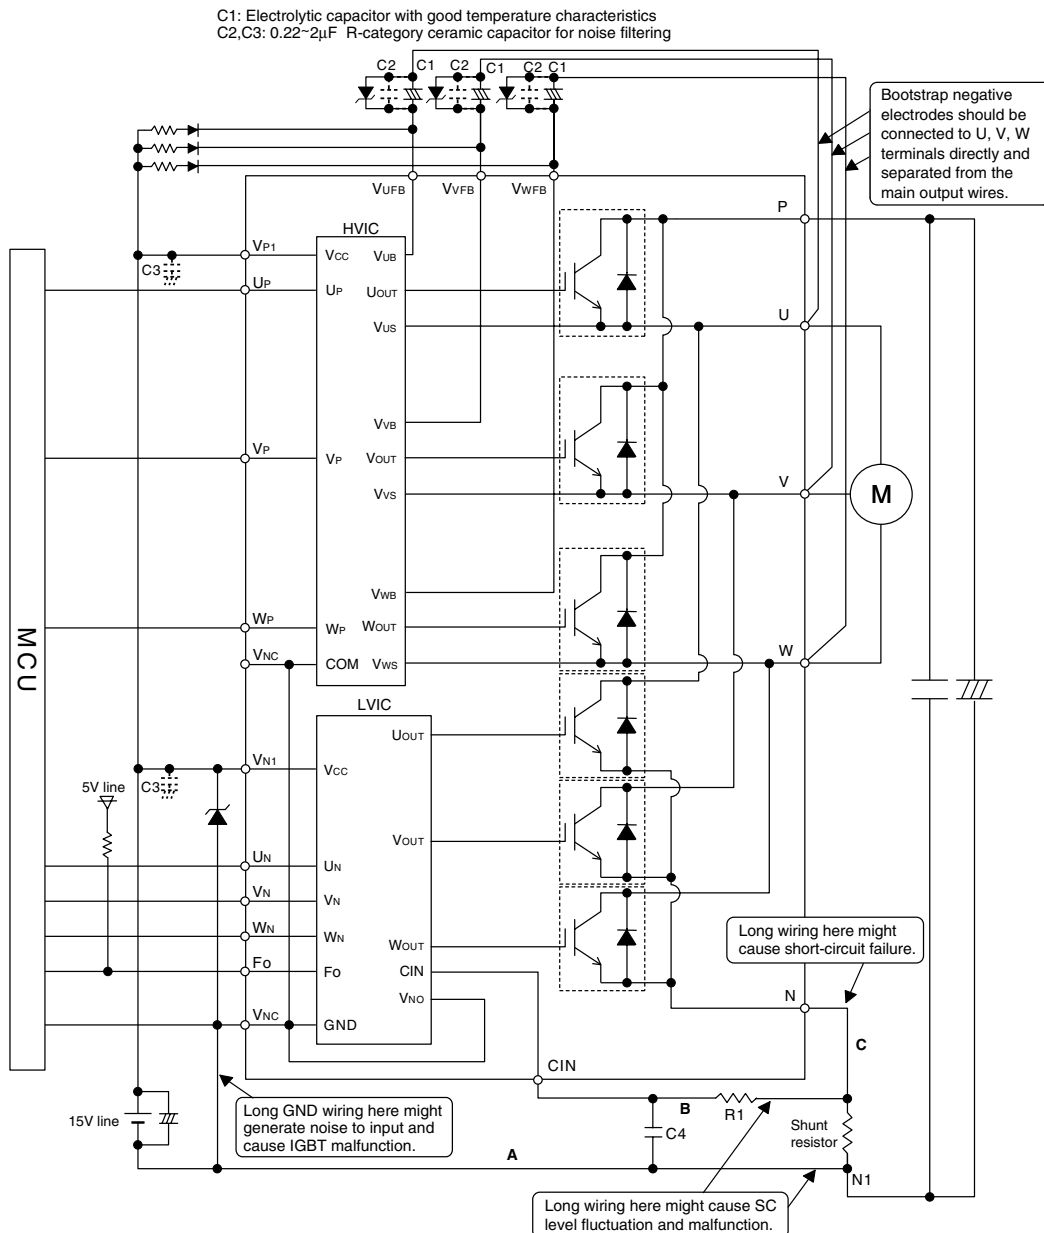 C1: Electrolytic capacitor with good temperature characteristics
C2,C3: 0.22~2μF R-category ceramic capacitor for noise filtering
C2 C1 C2 C1 C2 C1
Bootstrap negative
electrodes should be
connected to U, V, W
terminals directly and
separated from the
main output wires.
VUFB VVFB VWFB
P
HVIC
VP1 VCC VUB
C3
UP UP UOUT
VUS U
VVB
VP VP VOUT
VVS V
M
VWB
WP WP WOUT
VNC COM VWS W
MCU
LVIC
UOUT
VN1 VCC
C3
5V line
VOUT
UN UN
VN VN
WN WN WOUT
Long wiring here might
cause short-circuit failure.
FO FO CIN
VNO N
VNC GND
C
CIN
15V line
Long GND wiring here might
generate noise to input and
cause IGBT malfunction.
B R1
C4
Shunt
resistor
A
N1
Long wiring here might cause SC
level fluctuation and malfunction.